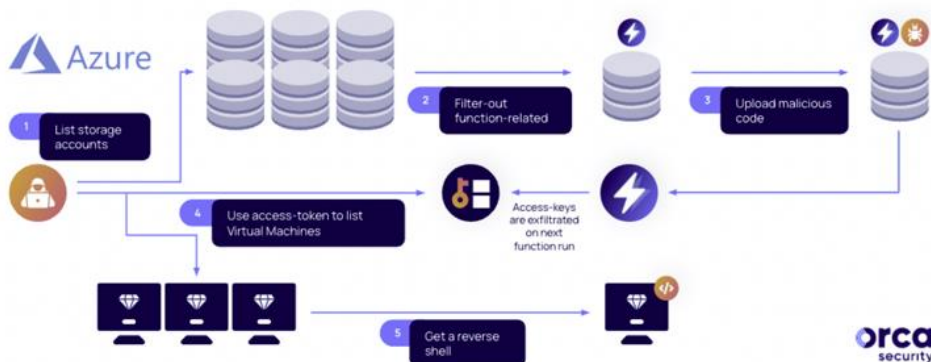 Azure
1
List storage
accounts
2
Filter-out
function-related
3
Upload malicious
code
4
Use access-token to list
Virtual Machines
Access-keys
are exfiltrated
on next
function run
5
Get a reverse
shell
orca
security